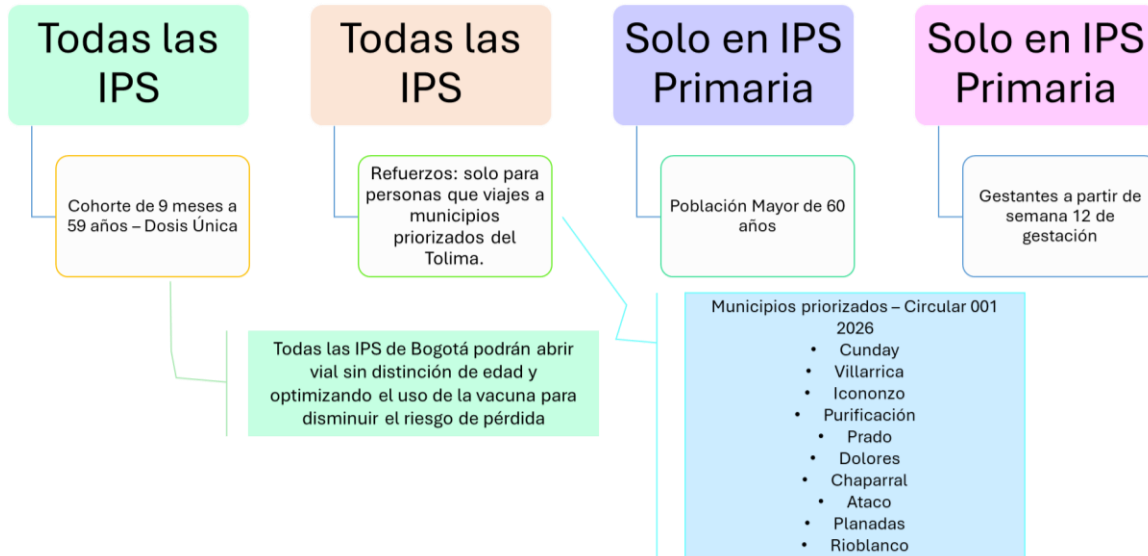 Todas las
IPS
Todas las
IPS
Solo en IPS
Primaria
Solo en IPS
Primaria
Cohorte de 9 meses a
59 años – Dosis Única
Refuerzos: solo para
personas que viajes a
municipios
priorizados del
Tolima.
Población Mayor de 60
años
Gestantes a partir de
semana 12 de
gestación
Todas las IPS de Bogotá podrán abrir
vial sin distinción de edad y
optimizando el uso de la vacuna para
disminuir el riesgo de pérdida
Municipios priorizados – Circular 001
2026
• Cunday
• Villarrica
• Icononzo
• Purificación
• Prado
• Dolores
• Chaparral
• Ataco
• Planadas
• Rioblanco